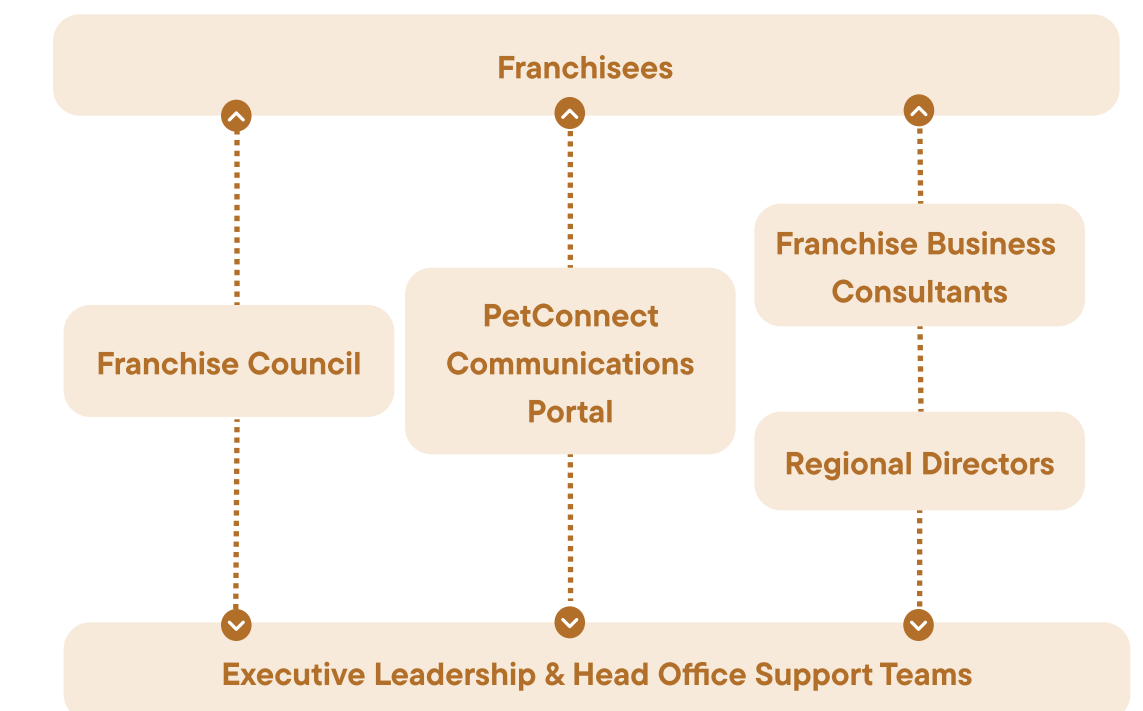 Franchisees
Franchise Council
PetConnect
Communications
Portal
Franchise Business
Consultants
Regional Directors
Executive Leadership & Head Office Support Teams